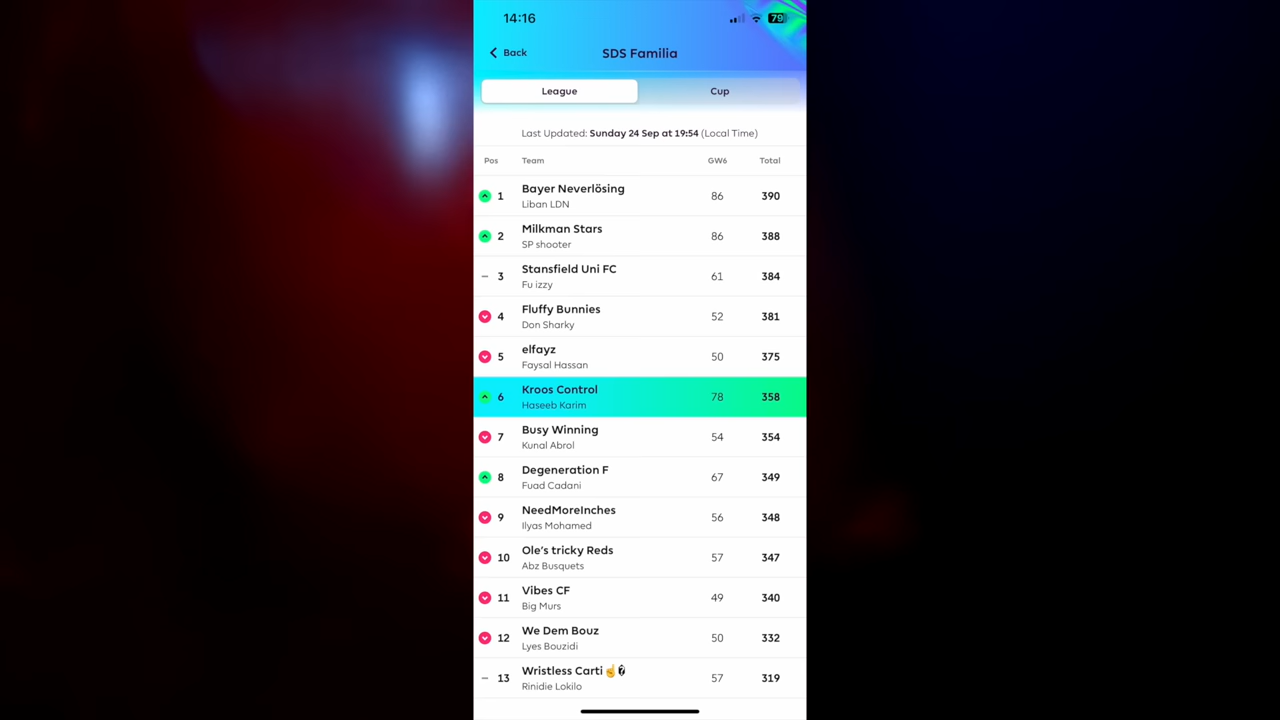 14:16
79
Back
SDS Familia
League Cup
Last Updated: Sunday 24 Sep at 19:54 (Local Time)
Pos Team GW6 Total
1 Bayer Neverlösing 86 390
Liban LDN
2 Milkman Stars 86 388
SP shooter
3 Stansfield Uni FC 61 384
Fu izzy
4 Fluffy Bunnies 52 381
Don Sharky
5 elfayz 50 375
Faysal Hassan
6 Kroos Control 78 358
Haseeb Karim
7 Busy Winning 54 354
Kunal Abrol
8 Degeneration F 67 349
Fuad Cadani
9 NeedMoreInches 56 348
Ilyas Mohamed
10 Ole's tricky Reds 57 347
Abz Busquets
11 Vibes CF 49 340
Big Murs
12 We Dem Bouz 50 332
Lyes Bouzidi
13 Wristless Carti ☝️� 57 319
Rinidie Lokilo